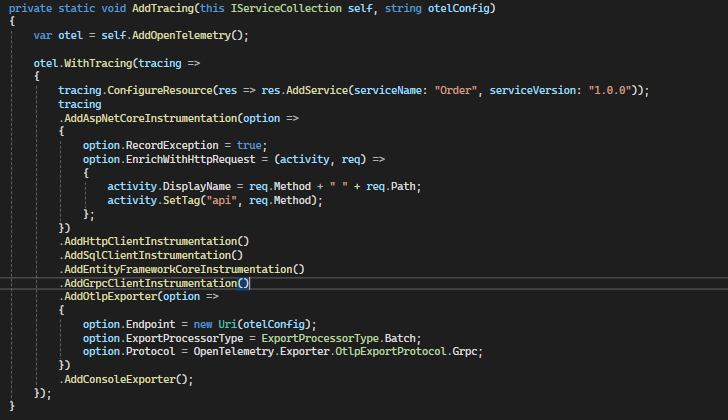 private static void AddTracing(this IServiceCollection self, string otelConfig)
{
    var otel = self.AddOpenTelemetry();

    otel.WithTracing(tracing =>
    {
        tracing.ConfigureResource(res => res.AddService(serviceName: "Order", serviceVersion: "1.0.0"));
        tracing
        .AddAspNetCoreInstrumentation(option =>
        {
            option.RecordException = true;
            option.EnrichWithHttpRequest = (activity, req) =>
            {
                activity.DisplayName = req.Method + " " + req.Path;
                activity.SetTag("api", req.Method);
            };
        })
        .AddHttpClientInstrumentation()
        .AddSqlClientInstrumentation()
        .AddEntityFrameworkCoreInstrumentation()
        .AddGrpcClientInstrumentation()
        .AddOtlpExporter(option =>
        {
            option.Endpoint = new Uri(otelConfig);
            option.ExportProcessorType = ExportProcessorType.Batch;
            option.Protocol = OpenTelemetry.Exporter.OtlpExportProtocol.Grpc;
        })
        .AddConsoleExporter();
    });
}